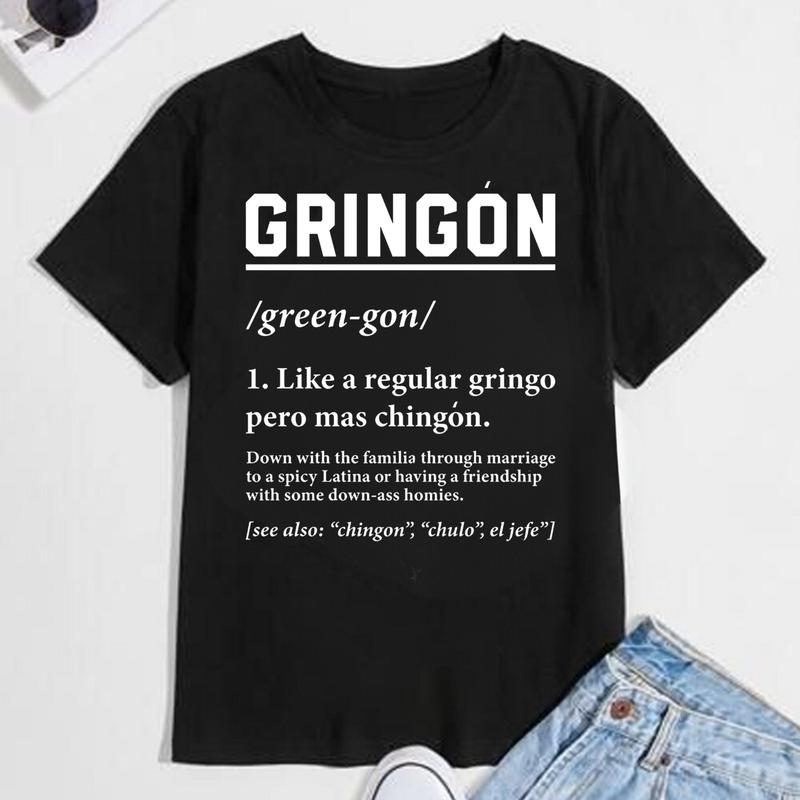 GRINGÓN
/green-gon/
1. Like a regular gringo
pero mas chingón.
Down with the familia through marriage
to a spicy Latina or having a friendship
with some down-ass homies.
[see also: “chingon”, “chulo”, el jefe”]